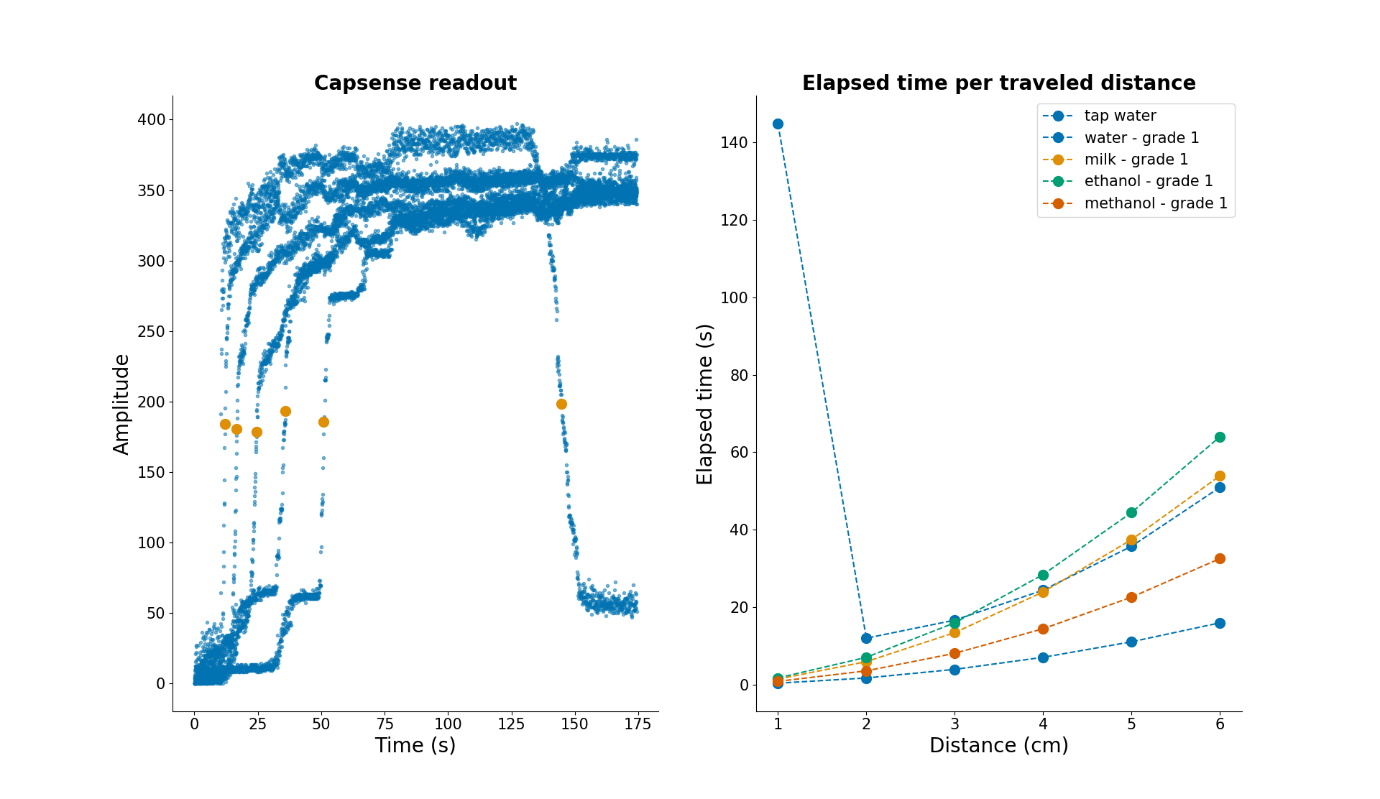 Capsense readout
Amplitude
400
350
300
250
200
150
100
50
0
0 25 50 75 100 125 150 175
Time (s)
Elapsed time per traveled distance
Elapsed time (s)
140
120
100
80
60
40
20
0
1 2 3 4 5 6
Distance (cm)
tap water
water - grade 1
milk - grade 1
ethanol - grade 1
methanol - grade 1